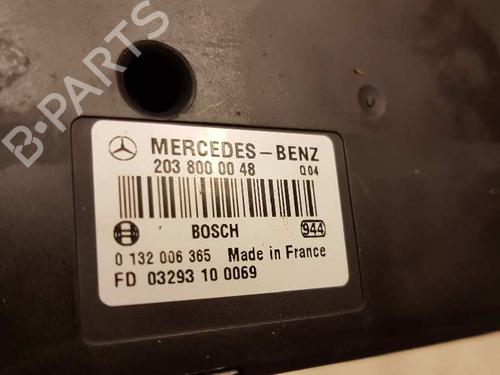 B-PARTS
MERCEDES-BENZ
203 800 00 48 Q04
BOSCH 944
0 132 006 365 Made in France
FD 03293 10 0069